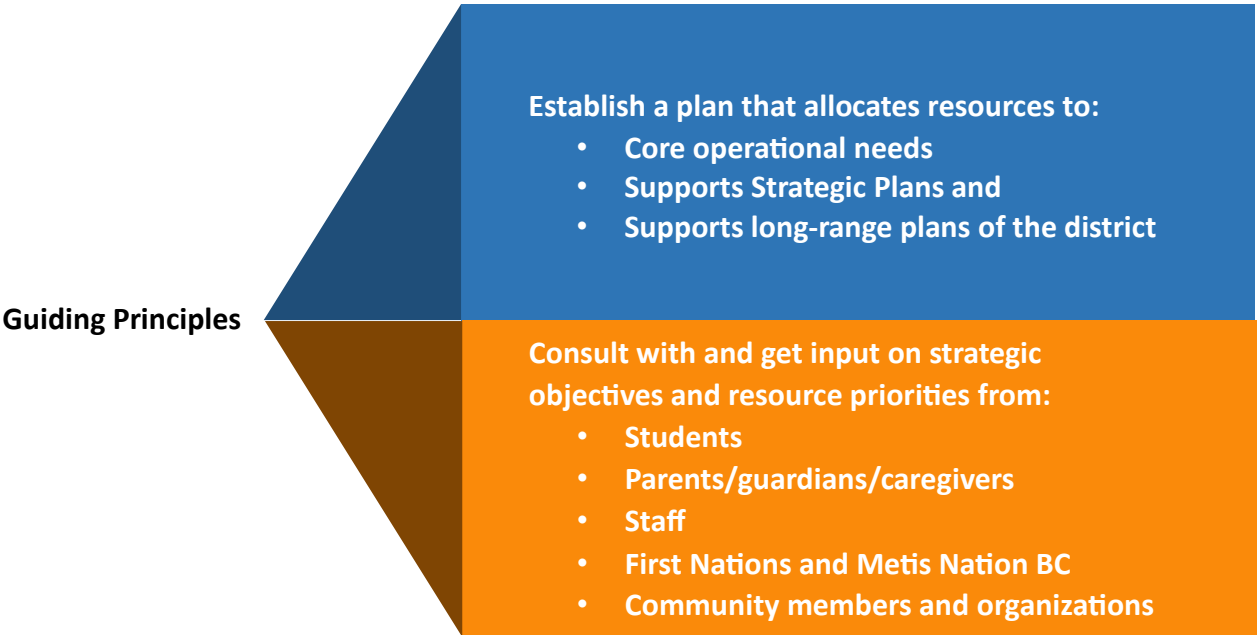 Guiding Principles
Establish a plan that allocates resources to:
• Core operational needs
• Supports Strategic Plans and
• Supports long-range plans of the district
Consult with and get input on strategic
objectives and resource priorities from:
• Students
• Parents/guardians/caregivers
• Staff
• First Nations and Metis Nation BC
• Community members and organizations